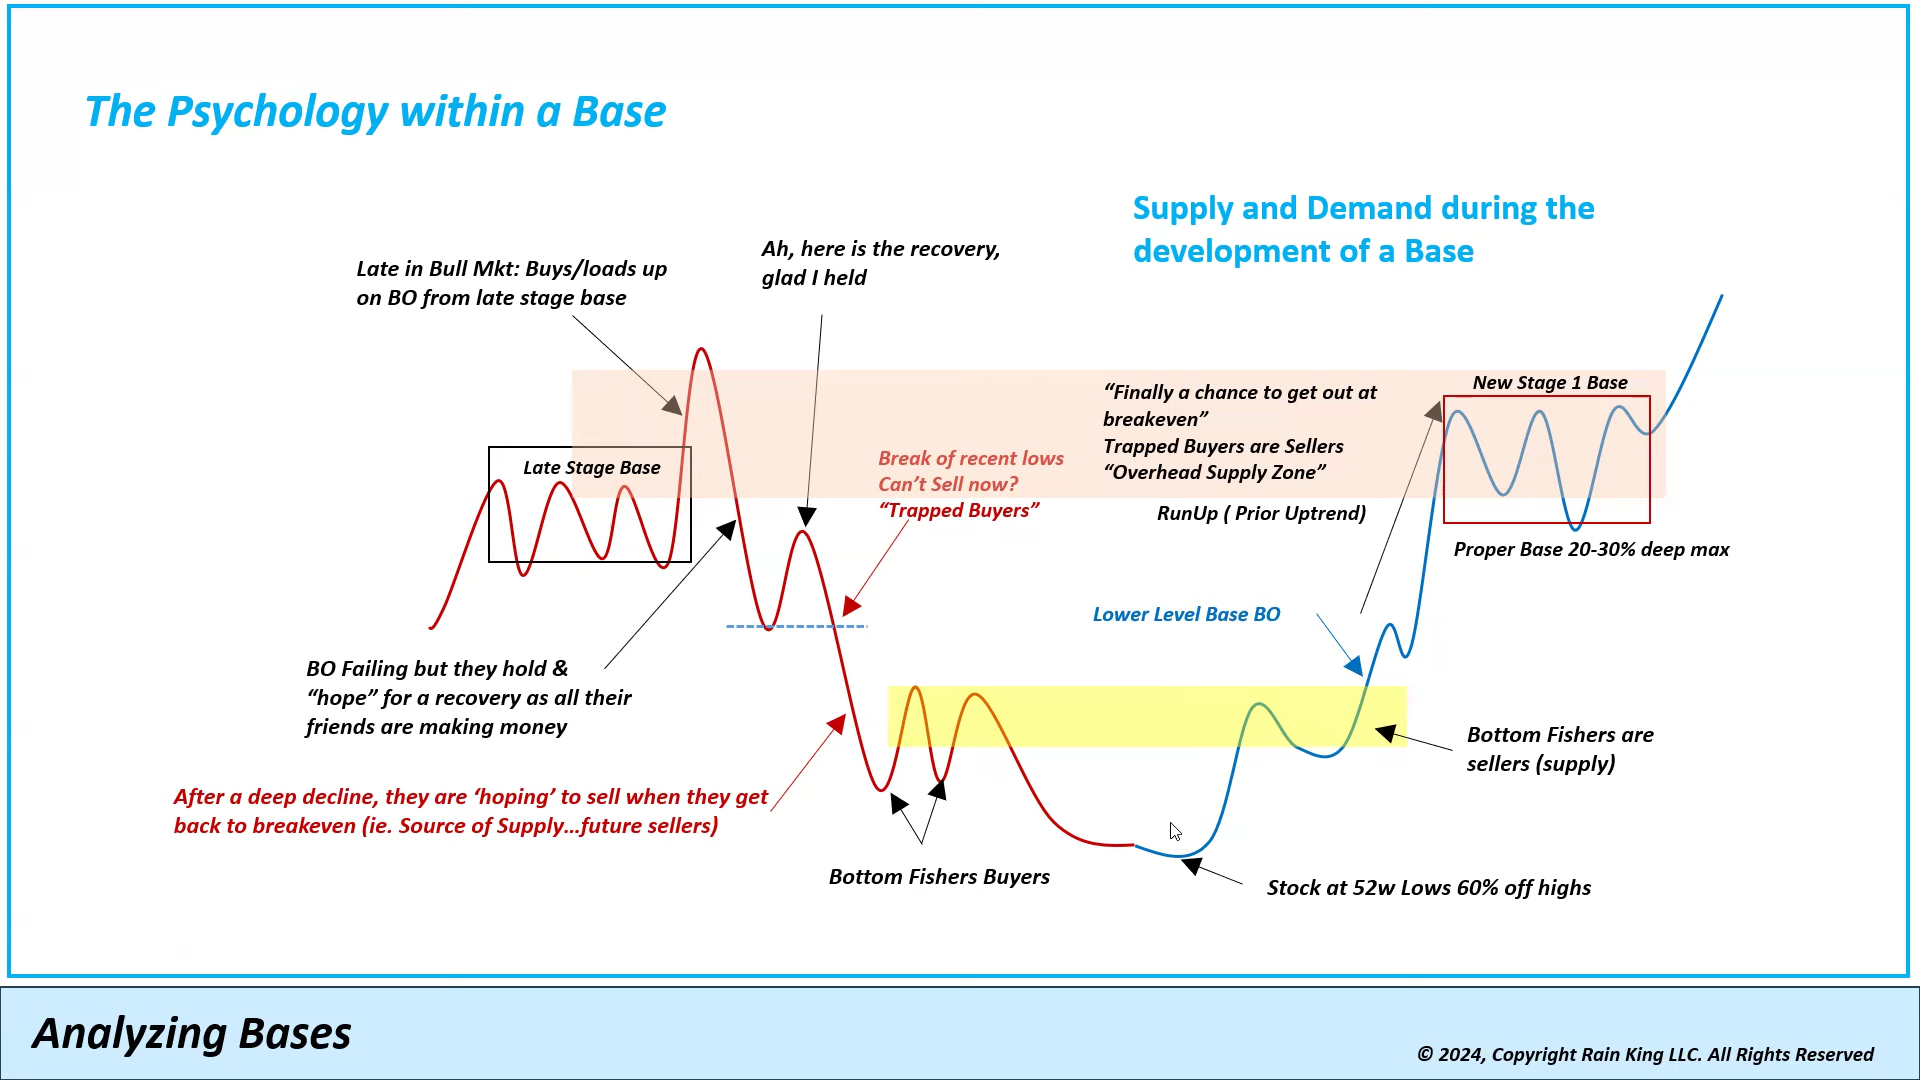 The Psychology within a Base
Supply and Demand during the
development of a Base
Late in Bull Mkt: Buys/loads up
on BO from late stage base
Ah, here is the recovery,
glad I held
Late Stage Base
Break of recent lows
Can’t Sell now?
“Trapped Buyers”
“Finally a chance to get out at
breakeven”
Trapped Buyers are Sellers
“Overhead Supply Zone”
RunUp ( Prior Uptrend)
New Stage 1 Base
Proper Base 20-30% deep max
Lower Level Base BO
BO Failing but they hold &
“hope” for a recovery as all their
friends are making money
Bottom Fishers are
sellers (supply)
After a deep decline, they are ‘hoping’ to sell when they get
back to breakeven (ie. Source of Supply…future sellers)
Bottom Fishers Buyers
Stock at 52w Lows 60% off highs
Analyzing Bases
© 2024, Copyright Rain King LLC. All Rights Reserved